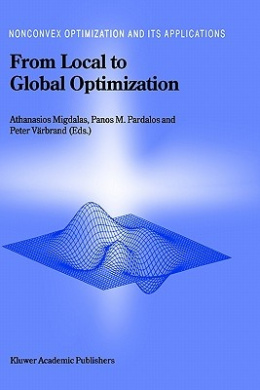 NONCONVEX OPTIMIZATION AND ITS APPLICATIONS
From Local to
Global Optimization
Athanasios Migdalas, Panos M. Pardalos and
Peter Värbrand (Eds.)
Kluwer Academic Publishers